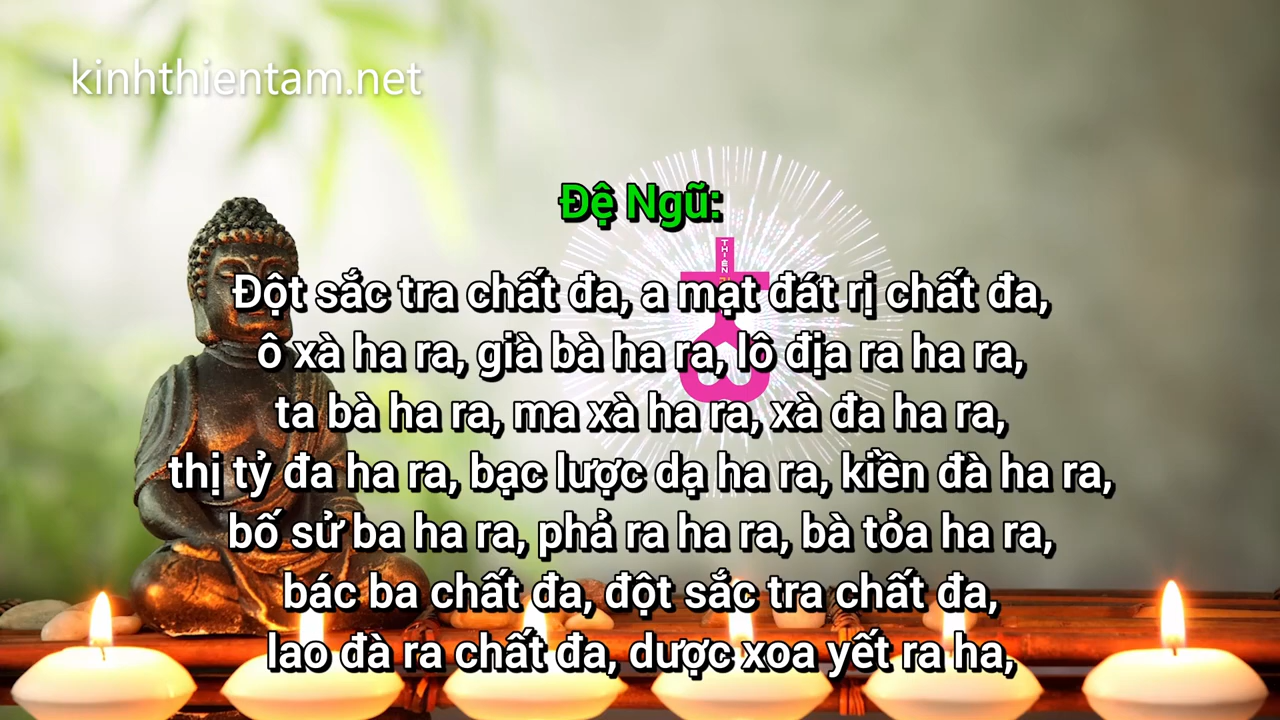 kinhthientam.net
Đệ Ngũ:
THIỆN
Đột sắc tra chất đa, a mạt đát rị chất đa,
ô xà ha ra, già bà ha ra, lô địa ra ha ra,
ta bà ha ra, ma xà ha ra, xà đa ha ra,
thị tỷ đa ha ra, bạc lược dạ ha ra, kiền đà ha ra,
bố sử ba ha ra, phả ra ha ra, bà tỏa ha ra,
bác ba chất đa, đột sắc tra chất đa,
lao đà ra chất đa, dược xoa yết ra ha,